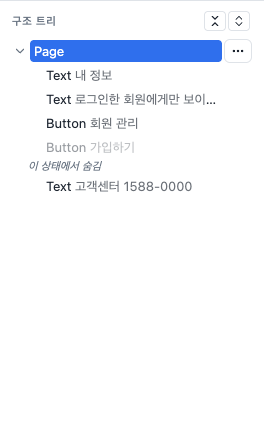 구조 트리
Page
Text 내 정보
Text 로그인한 회원에게만 보이...
Button 회원 관리
Button 가입하기
이 상태에서 숨김
Text 고객센터 1588-0000